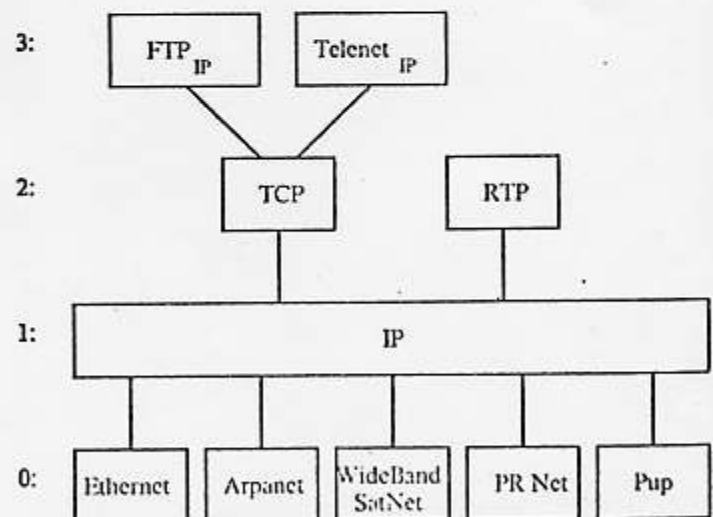 3:
FTP IP
Telenet IP
2:
TCP
RTP
1:
IP
0:
Ethernet
Arpanet
WideBand
SatNet
PR Net
Pup